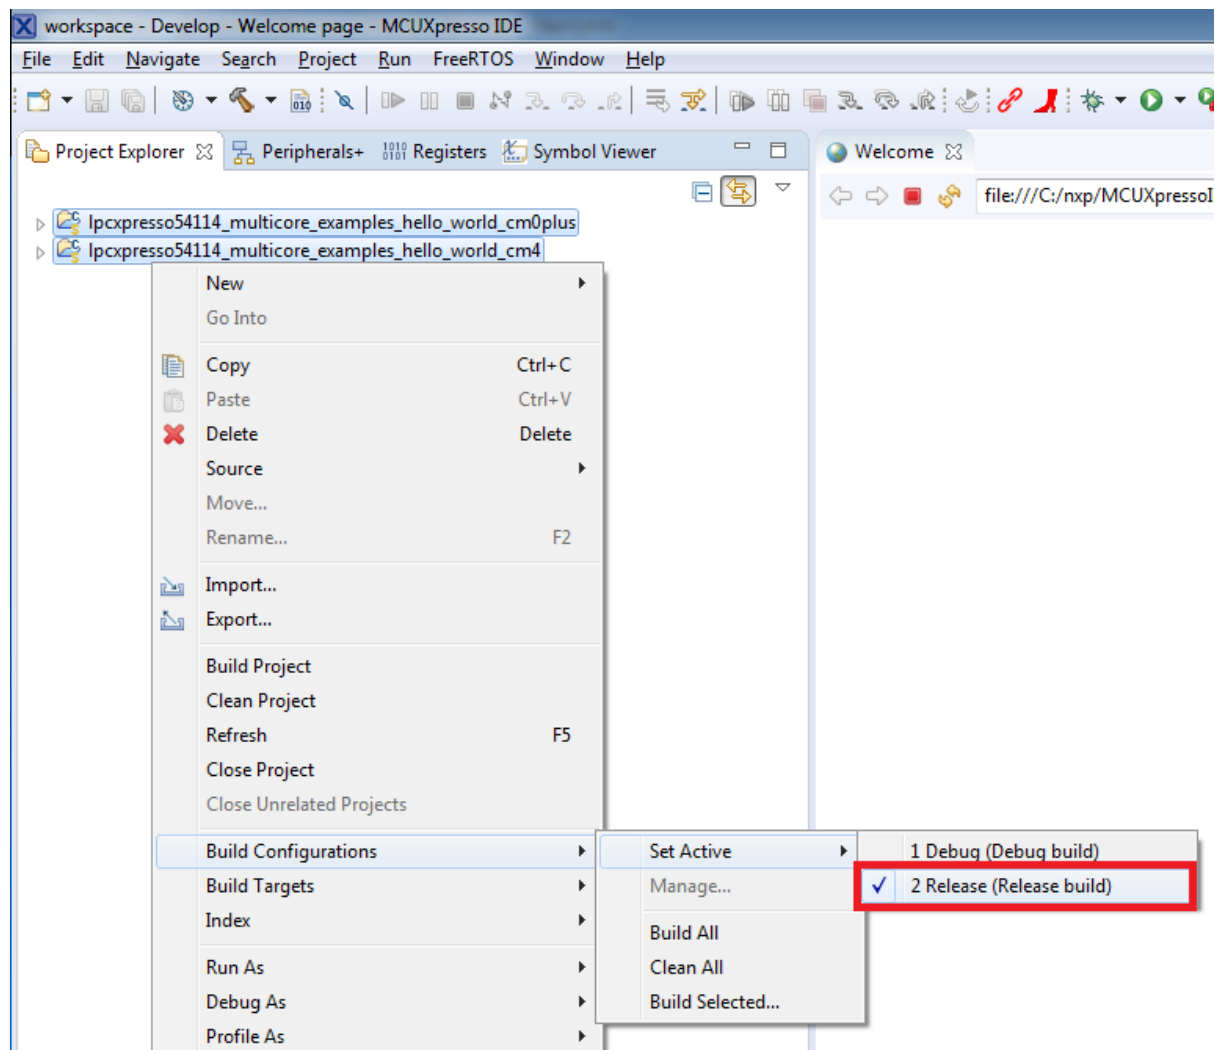 workspace - Develop - Welcome page - MCUXpresso IDE
File Edit Navigate Search Project Run FreeRTOS Window Help
010
Project Explorer Peripherals+ 1010 0101 Registers Symbol Viewer Welcome
file:///C:/nxp/MCUXpressoI
lpcxpresso54114_multicore_examples_hello_world_cm0plus
lpcxpresso54114_multicore_examples_hello_world_cm4
New
Go Into
Copy Ctrl+C
Paste Ctrl+V
Delete Delete
Source
Move...
Rename... F2
Import...
Export...
Build Project
Clean Project
Refresh F5
Close Project
Close Unrelated Projects
Build Configurations Set Active 1 Debug (Debug build)
Build Targets Manage... 2 Release (Release build)
Index
Build All
Run As Clean All
Debug As Build Selected...
Profile As